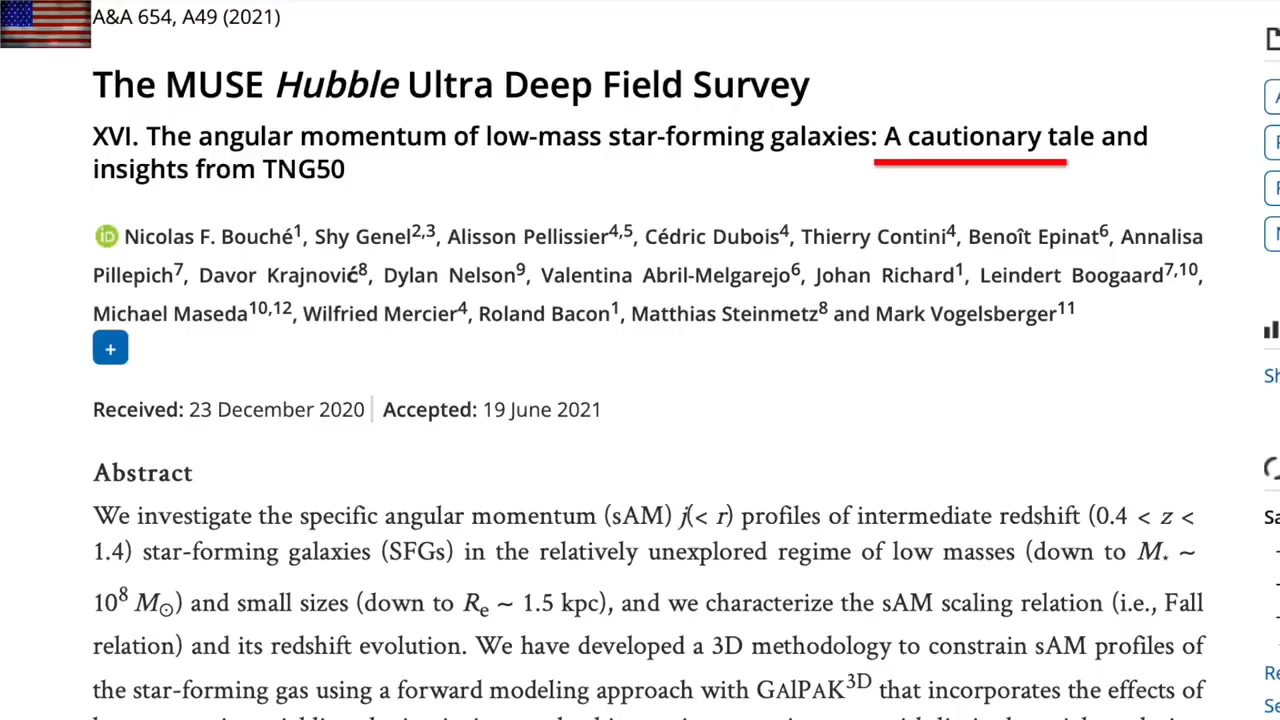 A&A 654, A49 (2021)
The MUSE Hubble Ultra Deep Field Survey
XVI. The angular momentum of low-mass star-forming galaxies: A cautionary tale and
insights from TNG50
iD Nicolas F. Bouché1, Shy Genel2,3, Alisson Pellissier4,5, Cédric Dubois4, Thierry Contini4, Benoît Epinat6, Annalisa
Pillepich7, Davor Krajnović8, Dylan Nelson9, Valentina Abril-Melgarejo6, Johan Richard1, Leindert Boogaard7,10,
Michael Maseda10,12, Wilfried Mercier4, Roland Bacon1, Matthias Steinmetz8 and Mark Vogelsberger11
+
Received: 23 December 2020 | Accepted: 19 June 2021
Abstract
We investigate the specific angular momentum (sAM) j(< r) profiles of intermediate redshift (0.4 < z <
1.4) star-forming galaxies (SFGs) in the relatively unexplored regime of low masses (down to M⋆ ~
10^8 M⊙) and small sizes (down to Re ~ 1.5 kpc), and we characterize the sAM scaling relation (i.e., Fall
relation) and its redshift evolution. We have developed a 3D methodology to constrain sAM profiles of
the star-forming gas using a forward modeling approach with GALPAK3D that incorporates the effects of